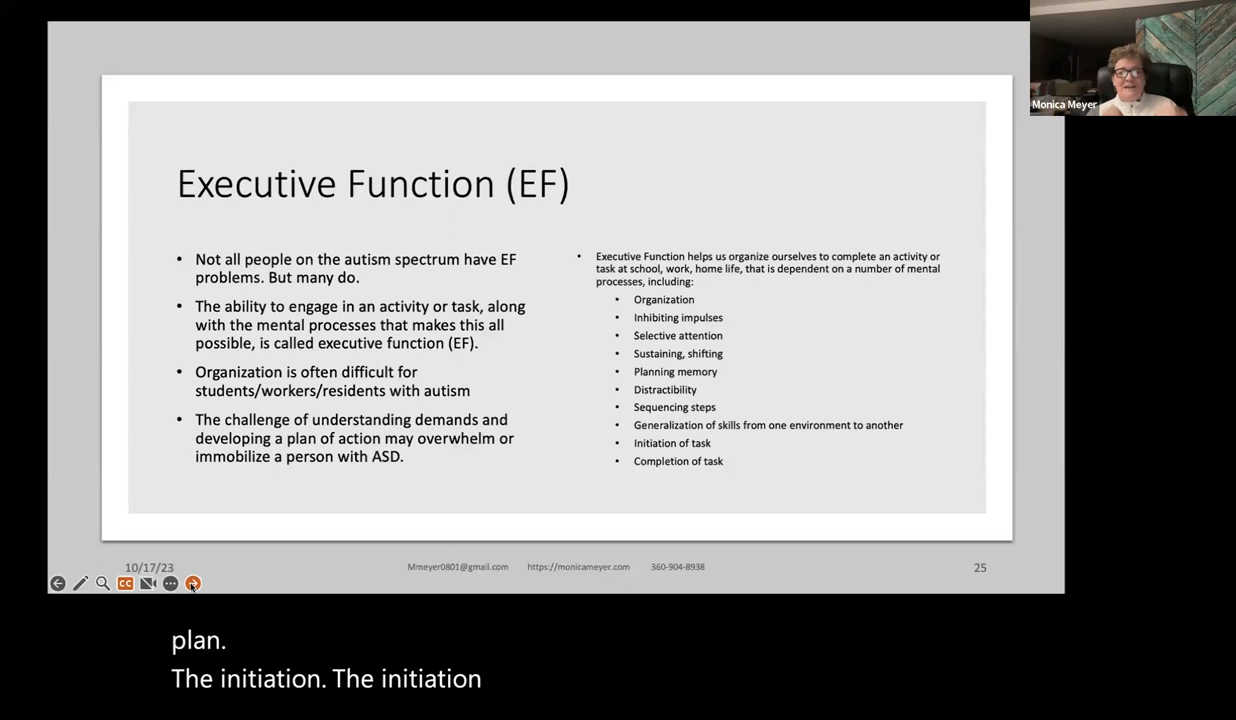 Monica Meyer
Executive Function (EF)
• Not all people on the autism spectrum have EF
problems. But many do.
• The ability to engage in an activity or task, along
with the mental processes that makes this all
possible, is called executive function (EF).
• Organization is often difficult for
students/workers/residents with autism
• The challenge of understanding demands and
developing a plan of action may overwhelm or
immobilize a person with ASD.
• Executive Function helps us organize ourselves to complete an activity or
task at school, work, home life, that is dependent on a number of mental
processes, including:
• Organization
• Inhibiting impulses
• Selective attention
• Sustaining, shifting
• Planning memory
• Distractibility
• Sequencing steps
• Generalization of skills from one environment to another
• Initiation of task
• Completion of task
10/17/23
Mmeyer0801@gmail.com https://monicameyer.com 360-904-8938
25
CC
plan.
The initiation. The initiation